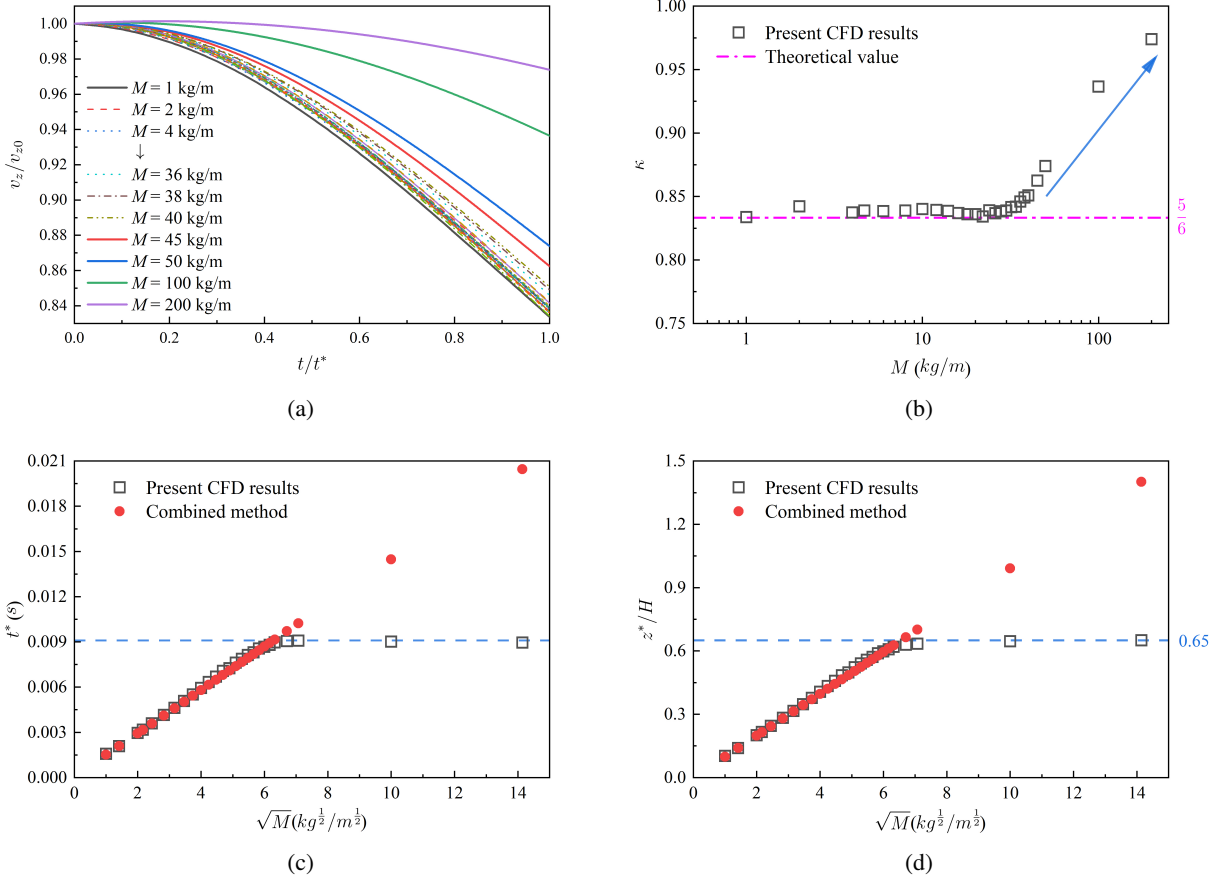 1.00
0.98
0.96
0.94
0.92
0.90
0.88
0.86
0.84
v_z/v_{z0}
M = 1 kg/m
M = 2 kg/m
M = 4 kg/m
↓
M = 36 kg/m
M = 38 kg/m
M = 40 kg/m
M = 45 kg/m
M = 50 kg/m
M = 100 kg/m
M = 200 kg/m
0.0 0.2 0.4 0.6 0.8 1.0
t/t*
(a)
1.00
0.95
0.90
0.85
0.80
0.75
κ
Present CFD results
Theoretical value
5/6
1 10 100
M (kg/m)
(b)
0.021
0.018
0.015
0.012
0.009
0.006
0.003
0.000
t* (s)
Present CFD results
Combined method
0 2 4 6 8 10 12 14
√M(kg^{1/2}/m^{1/2})
(c)
1.5
1.2
0.9
0.6
0.3
0.0
z*/H
Present CFD results
Combined method
0.65
0 2 4 6 8 10 12 14
√M(kg^{1/2}/m^{1/2})
(d)